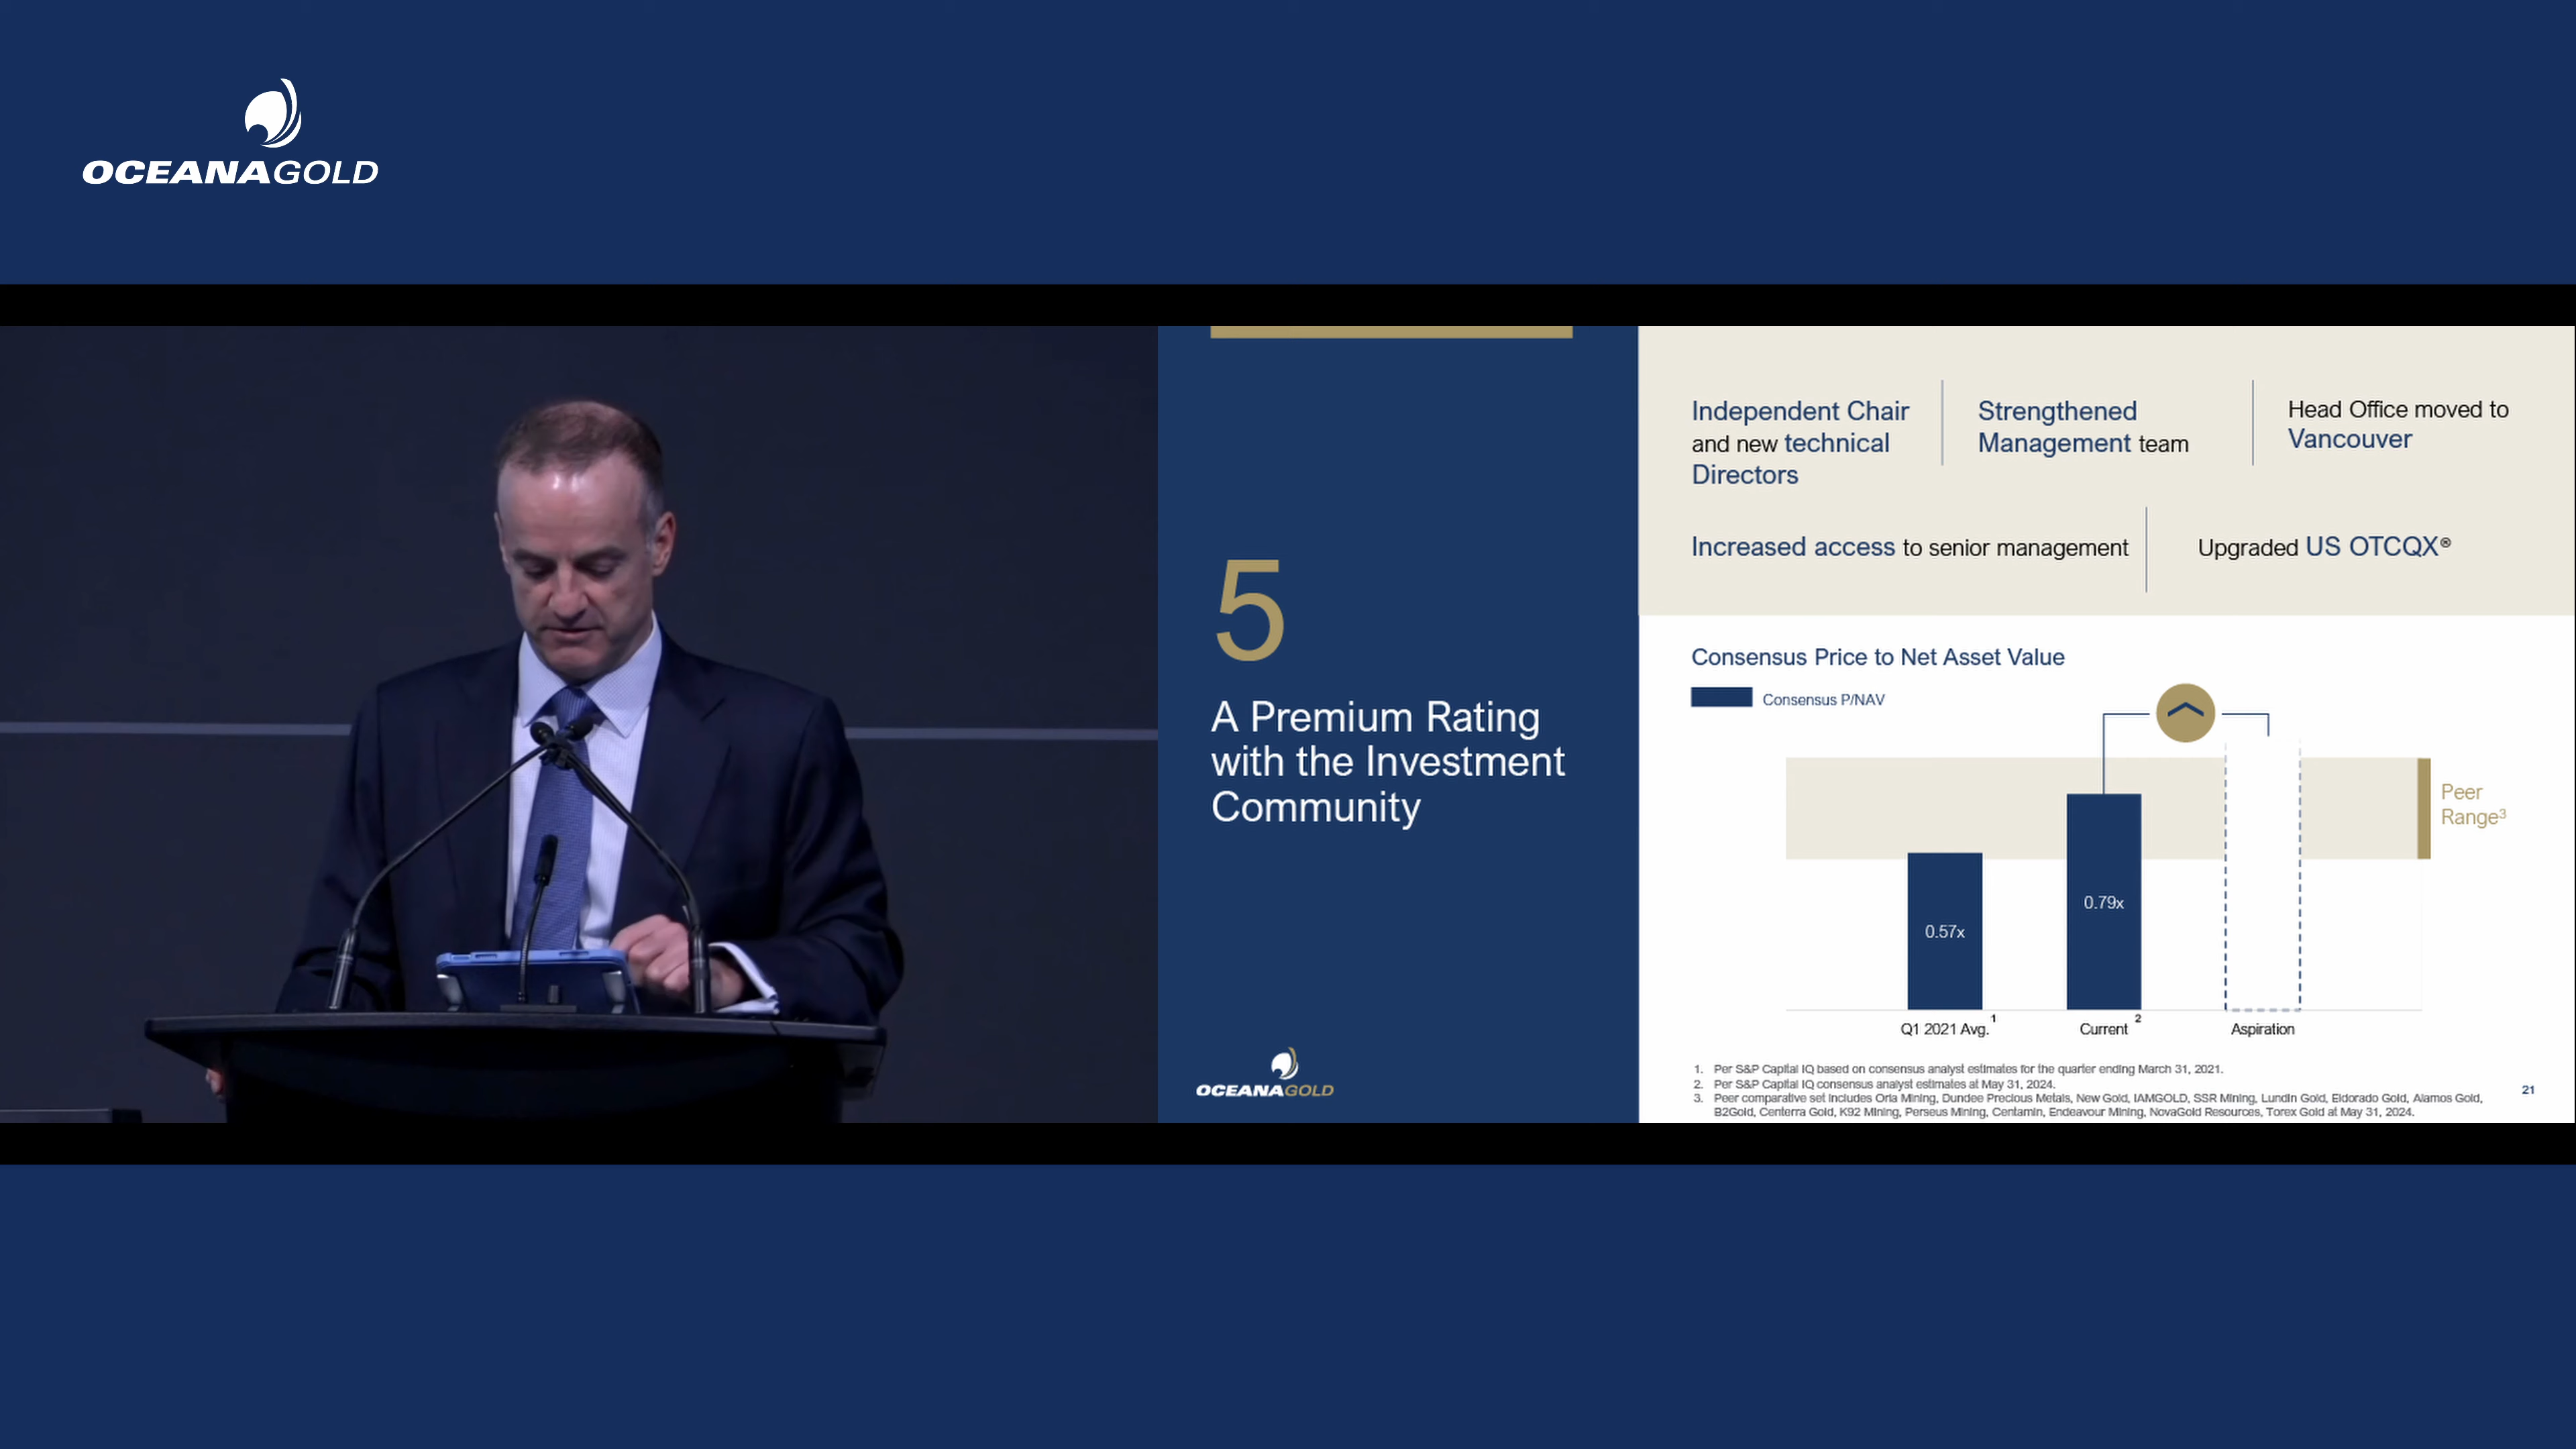 OCEANAGOLD
5
A Premium Rating
with the Investment
Community
OCEANAGOLD
Independent Chair
and new technical
Directors
Strengthened
Management team
Head Office moved to
Vancouver
Increased access to senior management
Upgraded US OTCQX®
Consensus Price to Net Asset Value
Consensus P/NAV
Peer
Range3
0.57x
0.79x
Q1 2021 Avg.1
Current2
Aspiration
1. Per S&P Capital IQ based on consensus analyst estimates for the quarter ending March 31, 2021.
2. Per S&P Capital IQ consensus analyst estimates at May 31, 2024.
3. Peer comparative set includes Orla Mining, Dundee Precious Metals, New Gold, IAMGOLD, SSR Mining, Lundin Gold, Eldorado Gold, Alamos Gold,
B2Gold, Centerra Gold, K92 Mining, Perseus Mining, Centamin, Endeavour Mining, NovaGold Resources, Torex Gold at May 31, 2024.
21